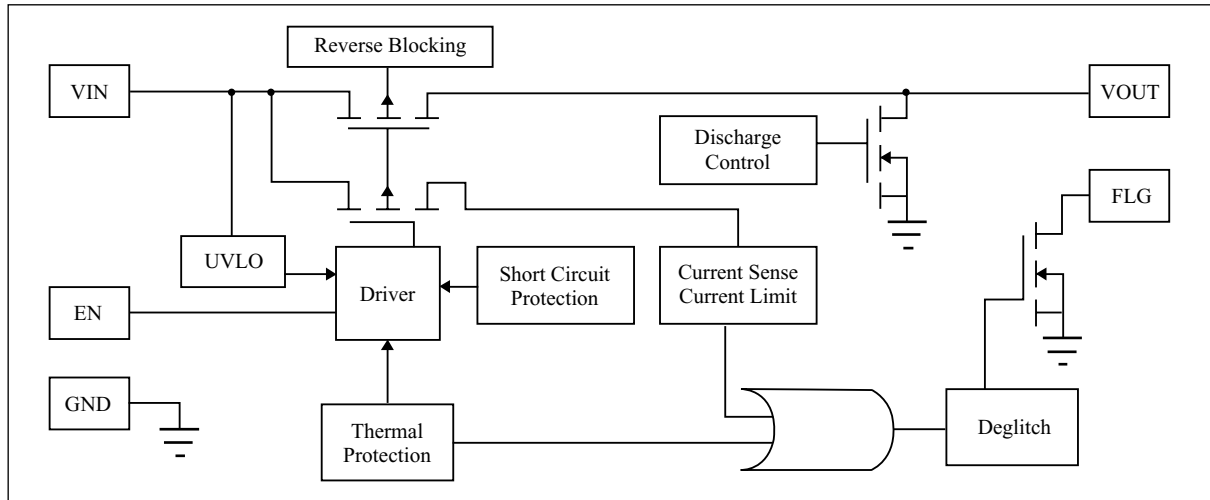 Reverse Blocking
VIN
VOUT
Discharge
Control
FLG
UVLO
Driver
Short Circuit
Protection
Current Sense
Current Limit
EN
GND
Thermal
Protection
Deglitch